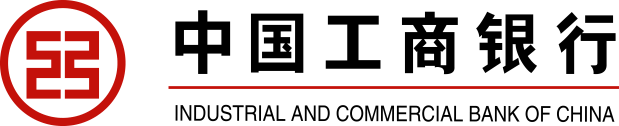 中国工商银行
INDUSTRIAL AND COMMERCIAL BANK OF CHINA